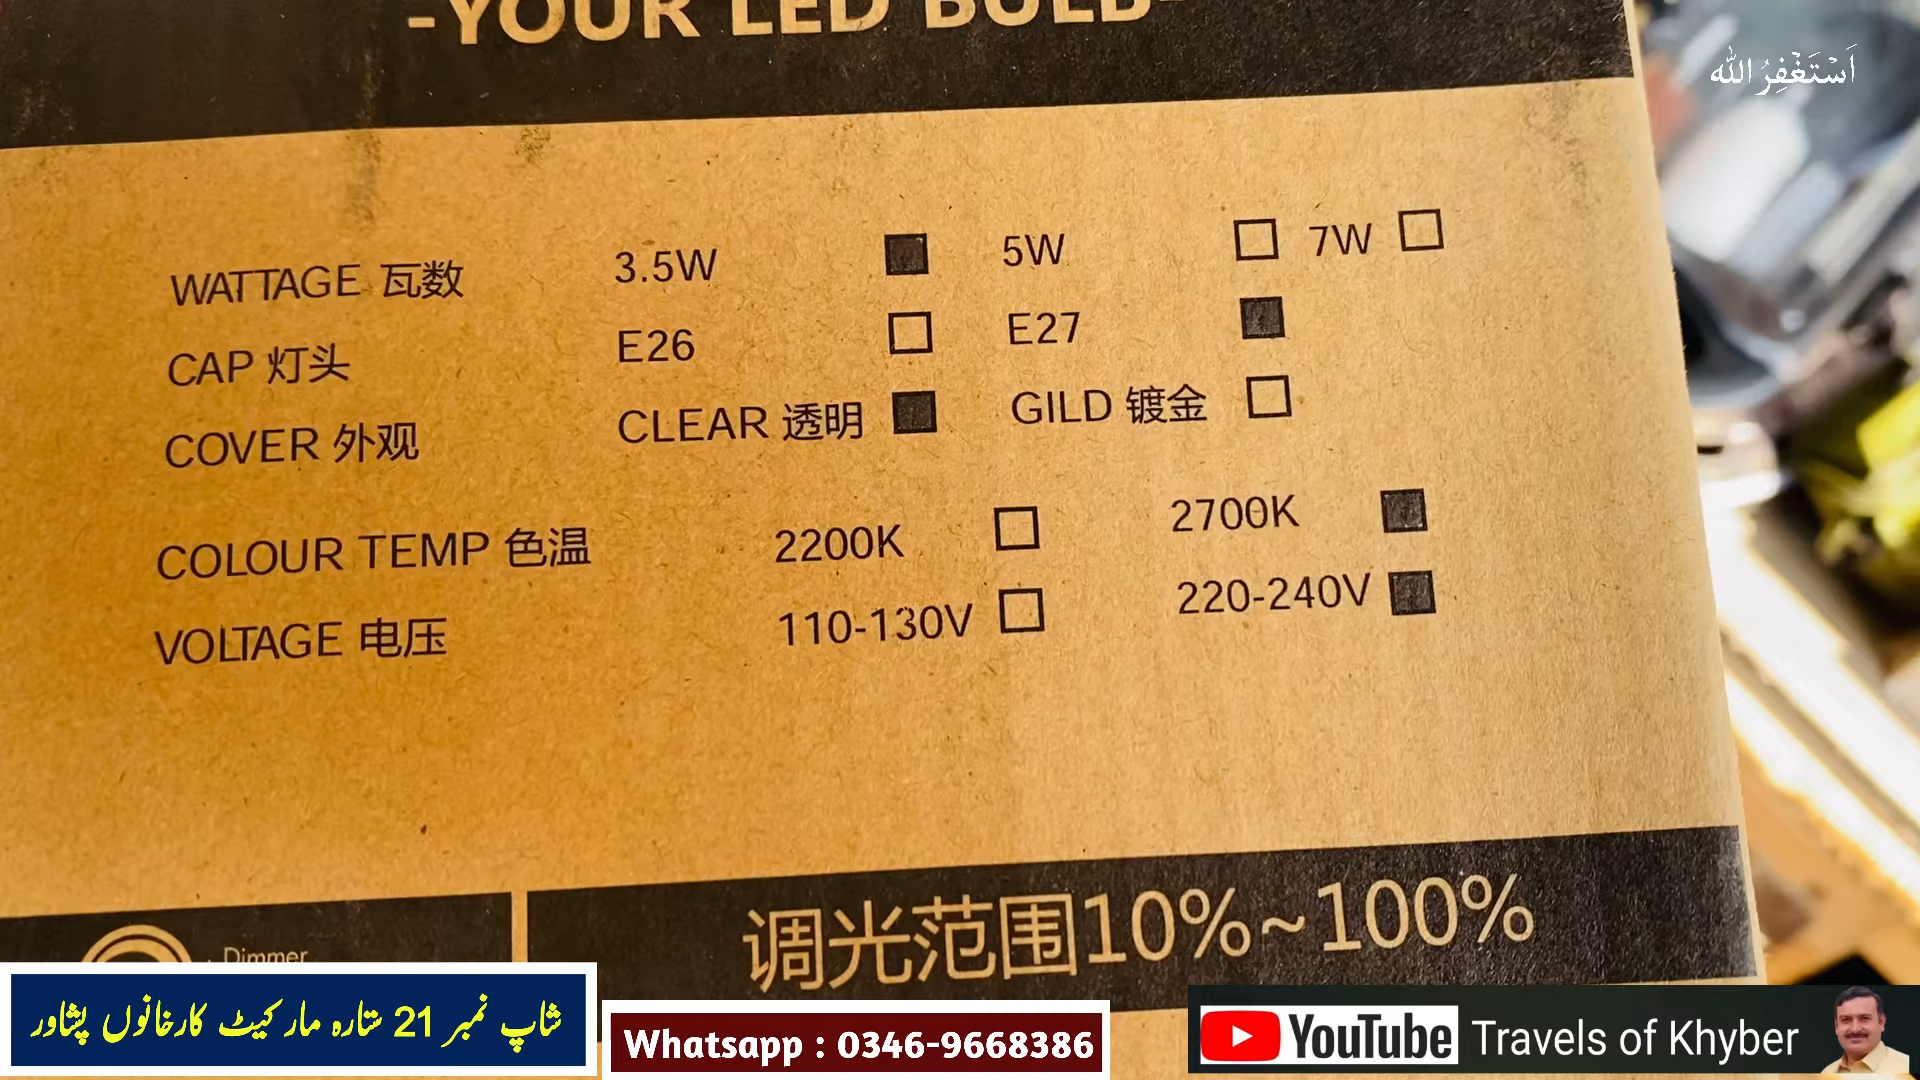 -YOUR LED BULB-
اَسْتَغْفِرُ الله
WATTAGE 瓦数 3.5W ■ 5W □ 7W □
CAP 灯头 E26 □ E27 ■
COVER 外观 CLEAR 透明 ■ GILD 镀金 □
COLOUR TEMP 色温 2200K □ 2700K ■
VOLTAGE 电压 110-130V □ 220-240V ■
Dimmer
调光范围10%~100%
شاپ نمبر 21 ستارہ مارکیٹ کارخانوں پشاور
Whatsapp : 0346-9668386
YouTube Travels of Khyber